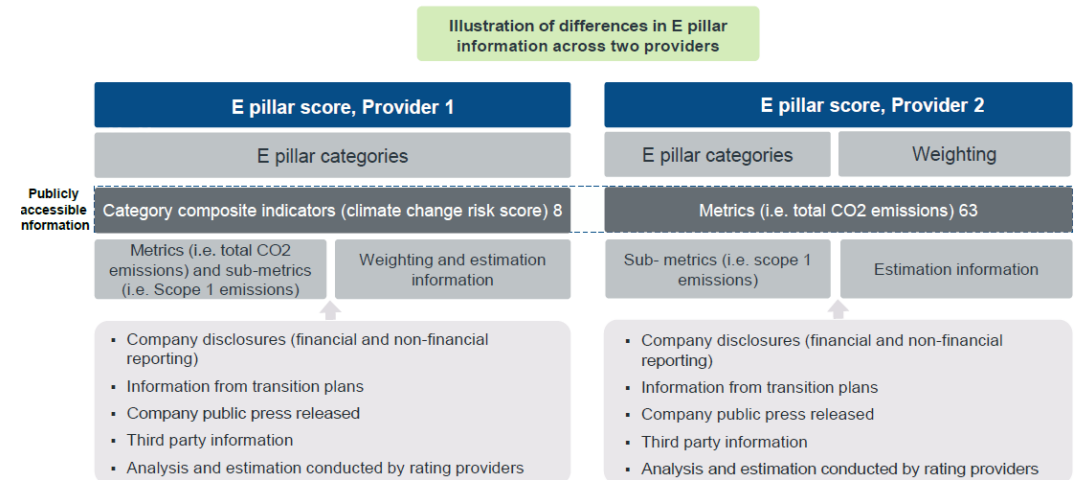 Illustration of differences in E pillar
information across two providers
E pillar score, Provider 1
E pillar categories
Publicly
accessible
nformation
Category composite indicators (climate change risk score) 8
Metrics (i.e. total CO2
emissions) and sub-metrics
(i.e. Scope 1 emissions)
Weighting and estimation
information
▪ Company disclosures (financial and non-financial
reporting)
▪ Information from transition plans
▪ Company public press released
▪ Third party information
▪ Analysis and estimation conducted by rating providers
E pillar score, Provider 2
E pillar categories
Weighting
Metrics (i.e. total CO2 emissions) 63
Sub- metrics (i.e. scope 1
emissions)
Estimation information
▪ Company disclosures (financial and non-financial
reporting)
▪ Information from transition plans
▪ Company public press released
▪ Third party information
▪ Analysis and estimation conducted by rating providers